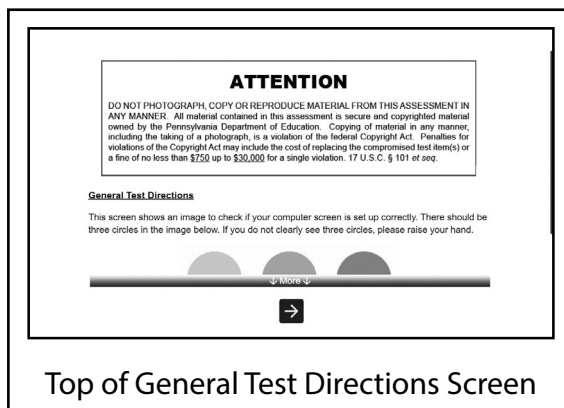 ATTENTION
DO NOT PHOTOGRAPH, COPY OR REPRODUCE MATERIAL FROM THIS ASSESSMENT IN
ANY MANNER. All material contained in this assessment is secure and copyrighted material
owned by the Pennsylvania Department of Education. Copying of material in any manner,
including the taking of a photograph, is a violation of the federal Copyright Act. Penalties for
violations of the Copyright Act may include the cost of replacing the compromised test item(s) or
a fine of no less than $750 up to $30,000 for a single violation. 17 U.S.C. § 101 et seq.
General Test Directions
This screen shows an image to check if your computer screen is set up correctly. There should be
three circles in the image below. If you do not clearly see three circles, please raise your hand.
↓ More ↓
Top of General Test Directions Screen